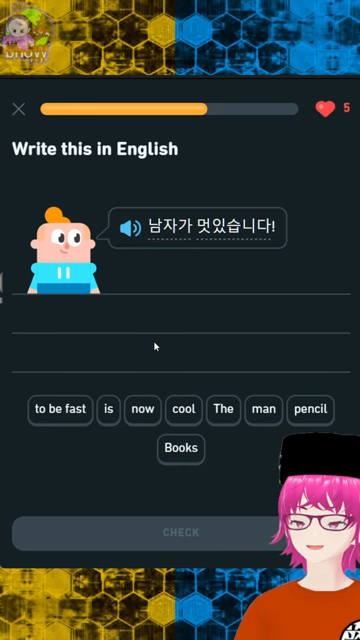 SHOW
5
Write this in English
남자가 멋있습니다!
to be fast is now cool The man pencil
Books
CHECK